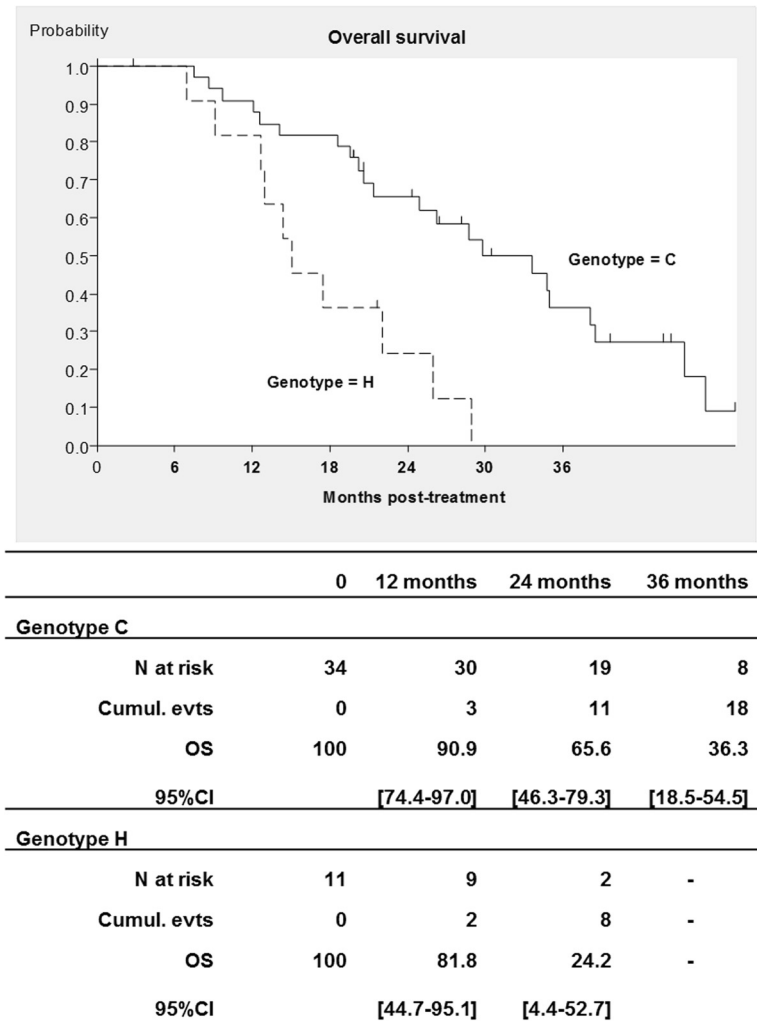 Probability
Overall survival
1.0
0.9
0.8
0.7
0.6
0.5
0.4
0.3
0.2
0.1
0.0
Genotype = C
Genotype = H
0 6 12 18 24 30 36
Months post-treatment
0 12 months 24 months 36 months
Genotype C
N at risk 34 30 19 8
Cumul. evts 0 3 11 18
OS 100 90.9 65.6 36.3
95%CI [74.4-97.0] [46.3-79.3] [18.5-54.5]
Genotype H
N at risk 11 9 2 -
Cumul. evts 0 2 8 -
OS 100 81.8 24.2 -
95%CI [44.7-95.1] [4.4-52.7]